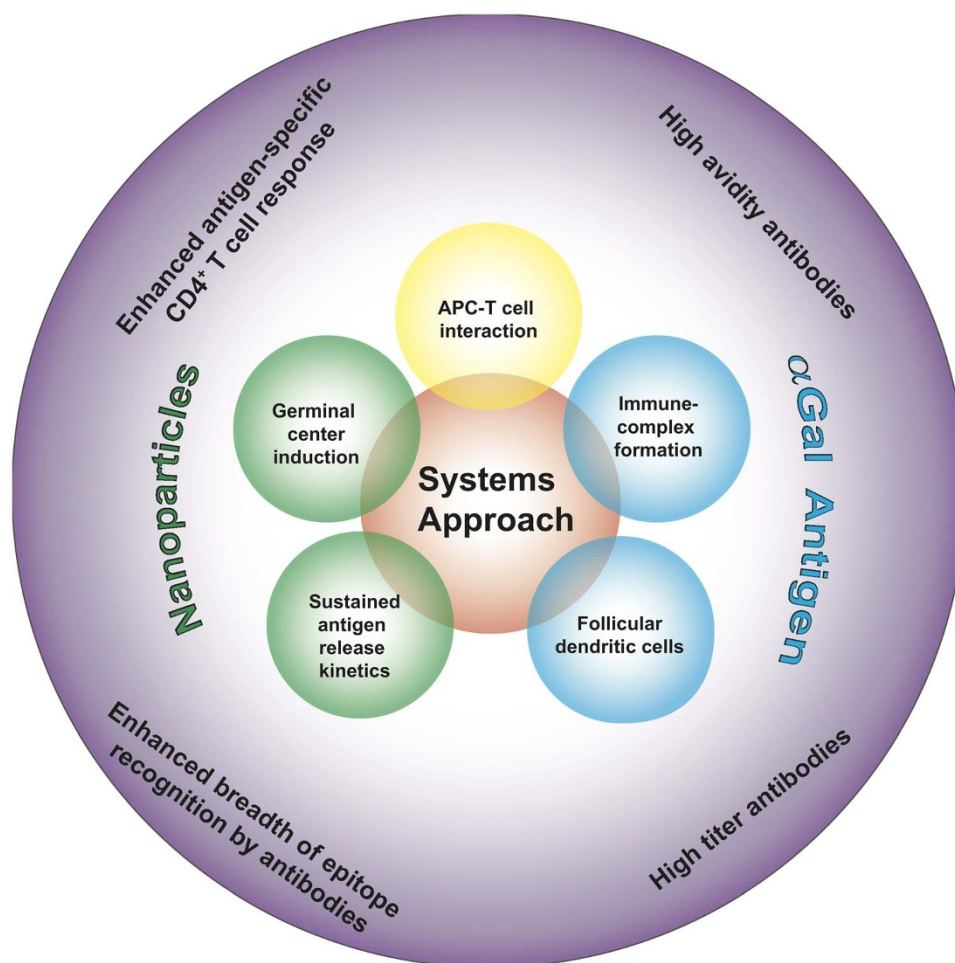 Enhanced antigen-specific
CD4⁺ T cell response
High avidity antibodies
APC-T cell
interaction
Germinal
center
induction
Immune-
complex
formation
Nanoparticles
Systems
Approach
αGal Antigen
Sustained
antigen
release
kinetics
Follicular
dendritic cells
Enhanced breadth of epitope
recognition by antibodies
High titer antibodies